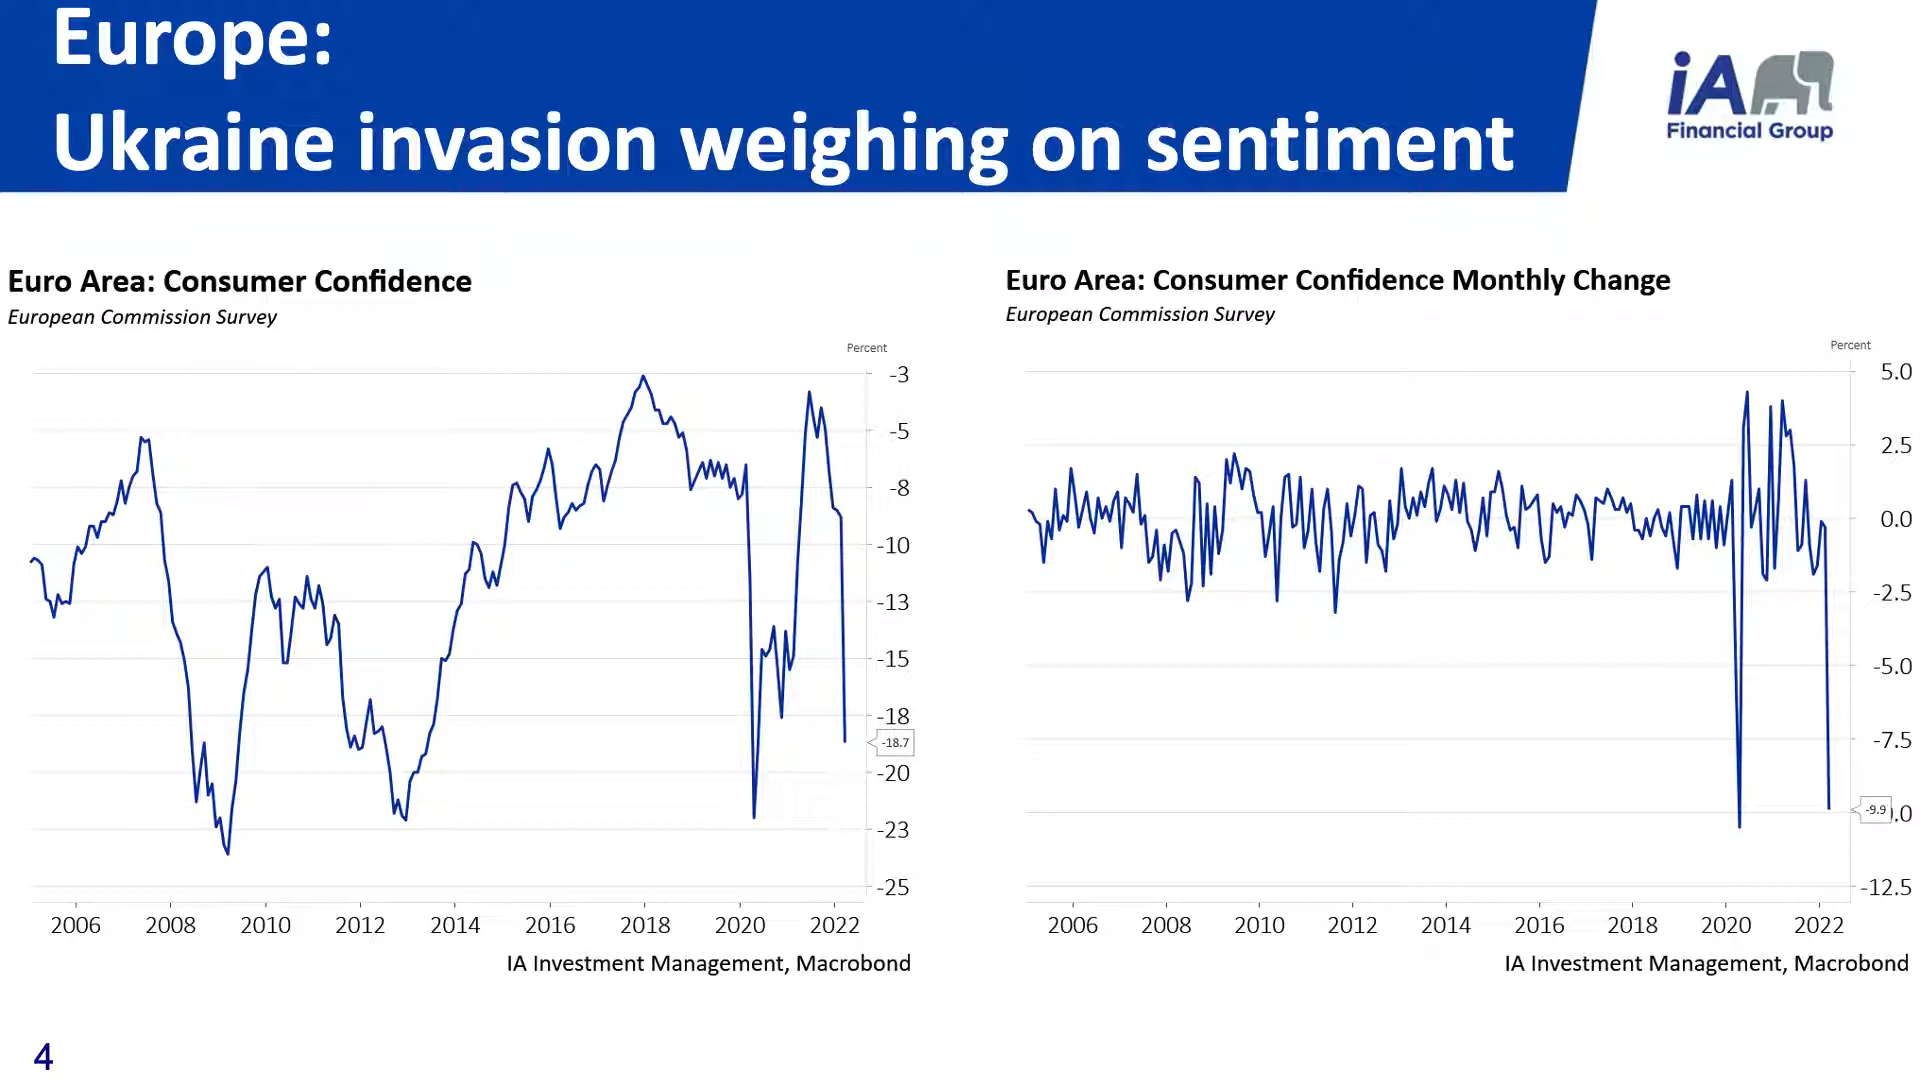 Europe:
Ukraine invasion weighing on sentiment
iA
Financial Group
Euro Area: Consumer Confidence
European Commission Survey
Percent
-3
-5
-8
-10
-13
-15
-18
-18.7
-20
-23
-25
2006 2008 2010 2012 2014 2016 2018 2020 2022
IA Investment Management, Macrobond
Euro Area: Consumer Confidence Monthly Change
European Commission Survey
Percent
5.0
2.5
0.0
-2.5
-5.0
-7.5
-9.9 .0
-12.5
2006 2008 2010 2012 2014 2016 2018 2020 2022
IA Investment Management, Macrobond
4